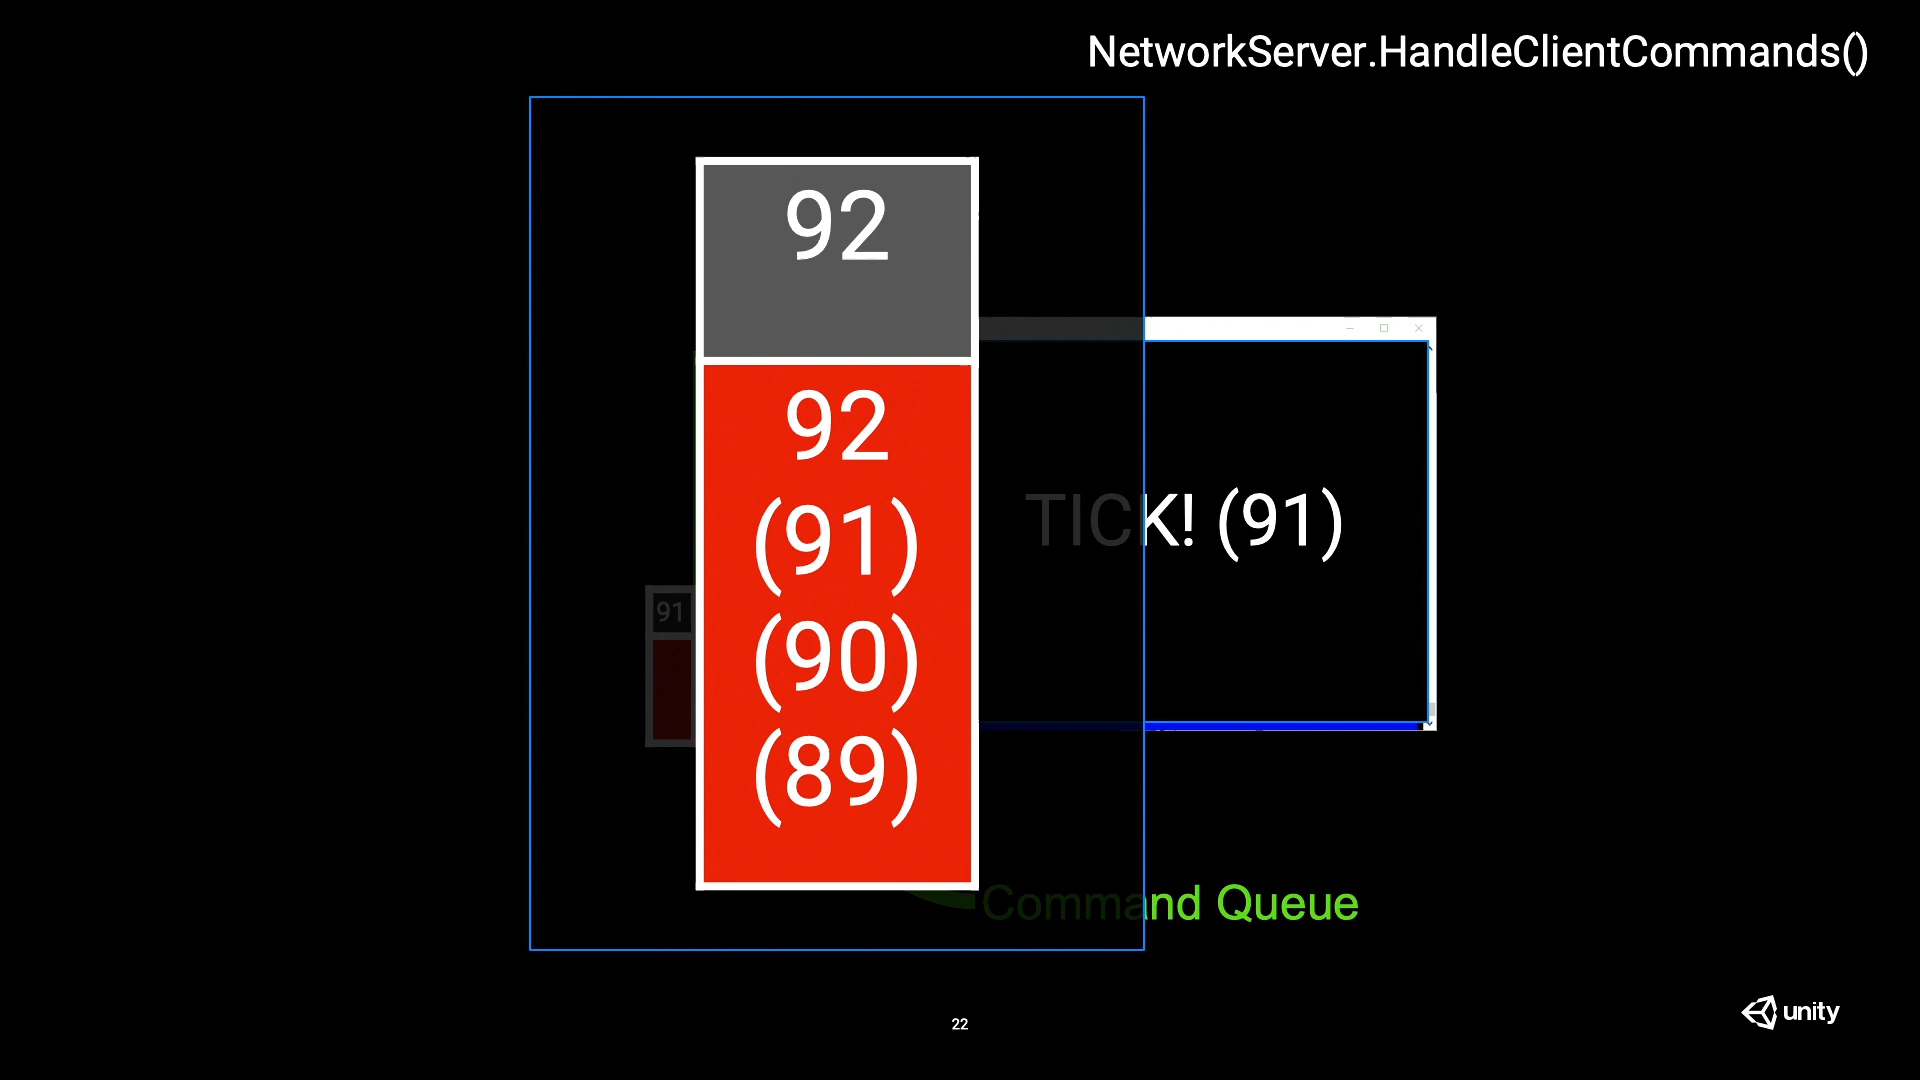 NetworkServer.HandleClientCommands()
92
92
(91)
(90)
(89)
TICK! (91)
91
Command Queue
22
unity